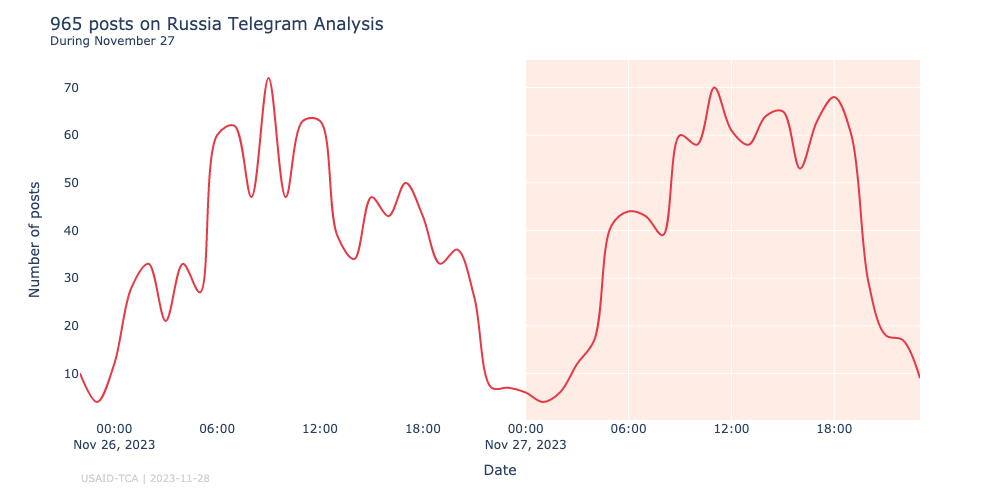 965 posts on Russia Telegram Analysis
During November 27
Number of posts
70
60
50
40
30
20
10
00:00 06:00 12:00 18:00 00:00 06:00 12:00 18:00
Nov 26, 2023 Nov 27, 2023
Date
USAID-TCA | 2023-11-28